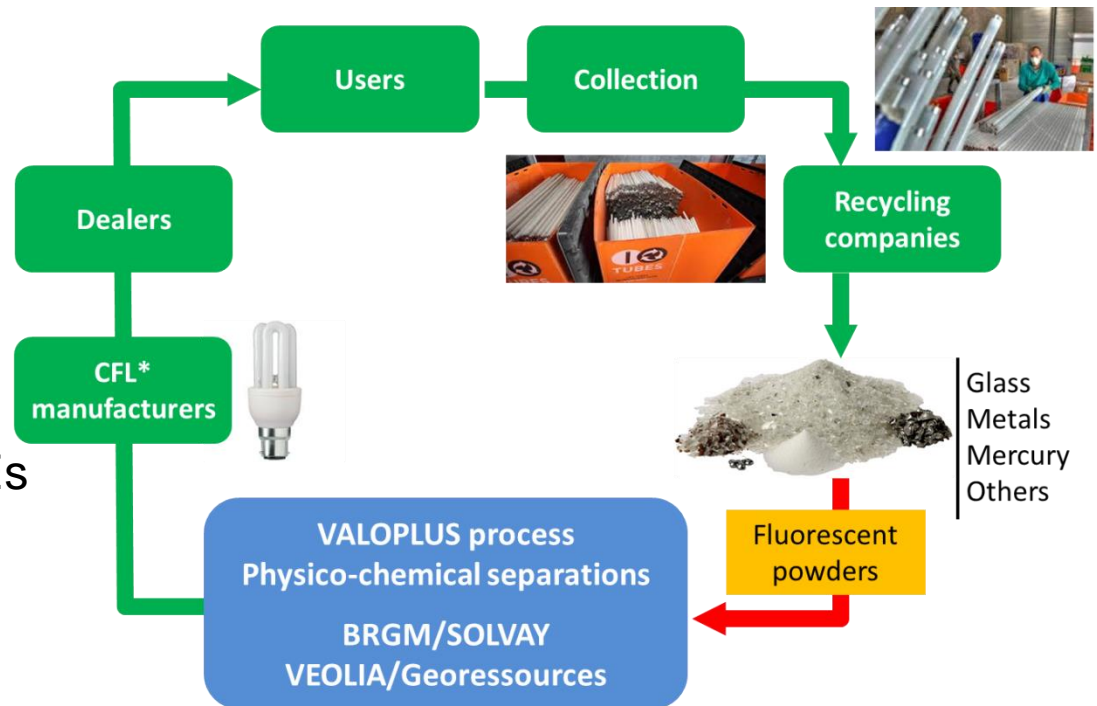 Users
Collection
Dealers
Recycling
companies
TUBES
CFL*
manufacturers
Glass
Metals
Mercury
Others
Fluorescent
powders
VALOPLUS process
Physico-chemical separations
BRGM/SOLVAY
VEOLIA/Georessources